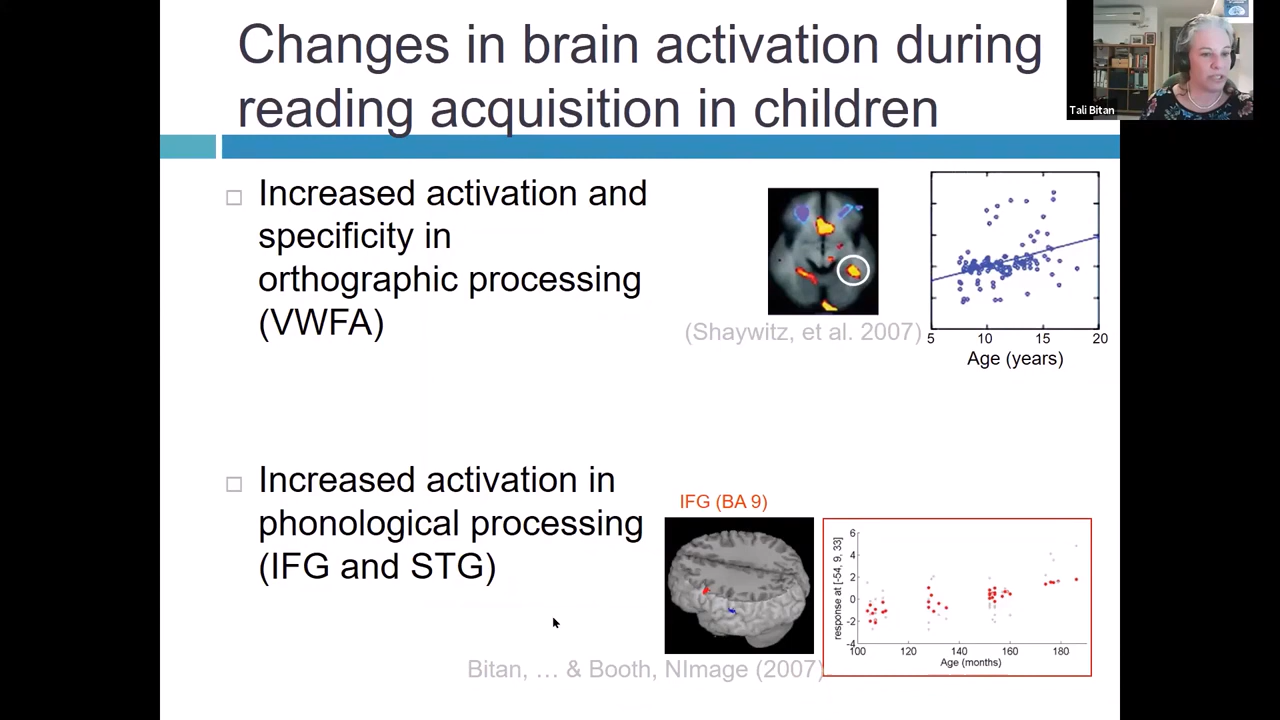 Changes in brain activation during
reading acquisition in children
Tali Bitan
Increased activation and
specificity in
orthographic processing
(VWFA)
(Shaywitz, et al. 2007)
5 10 15 20
Age (years)
Increased activation in
phonological processing
(IFG and STG)
IFG (BA 9)
response at [-54, 9, 33]
6
4
2
0
-2
-4
100 120 140 160 180
Age (months)
Bitan, … & Booth, NImage (2007)